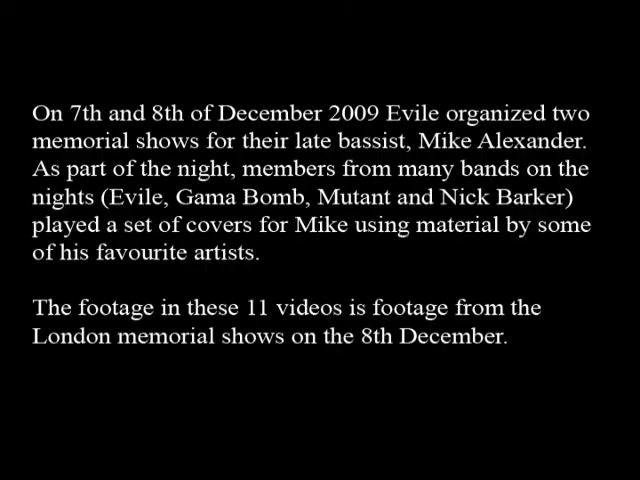 On 7th and 8th of December 2009 Evile organized two
memorial shows for their late bassist, Mike Alexander.
As part of the night, members from many bands on the
nights (Evile, Gama Bomb, Mutant and Nick Barker)
played a set of covers for Mike using material by some
of his favourite artists.
The footage in these 11 videos is footage from the
London memorial shows on the 8th December.